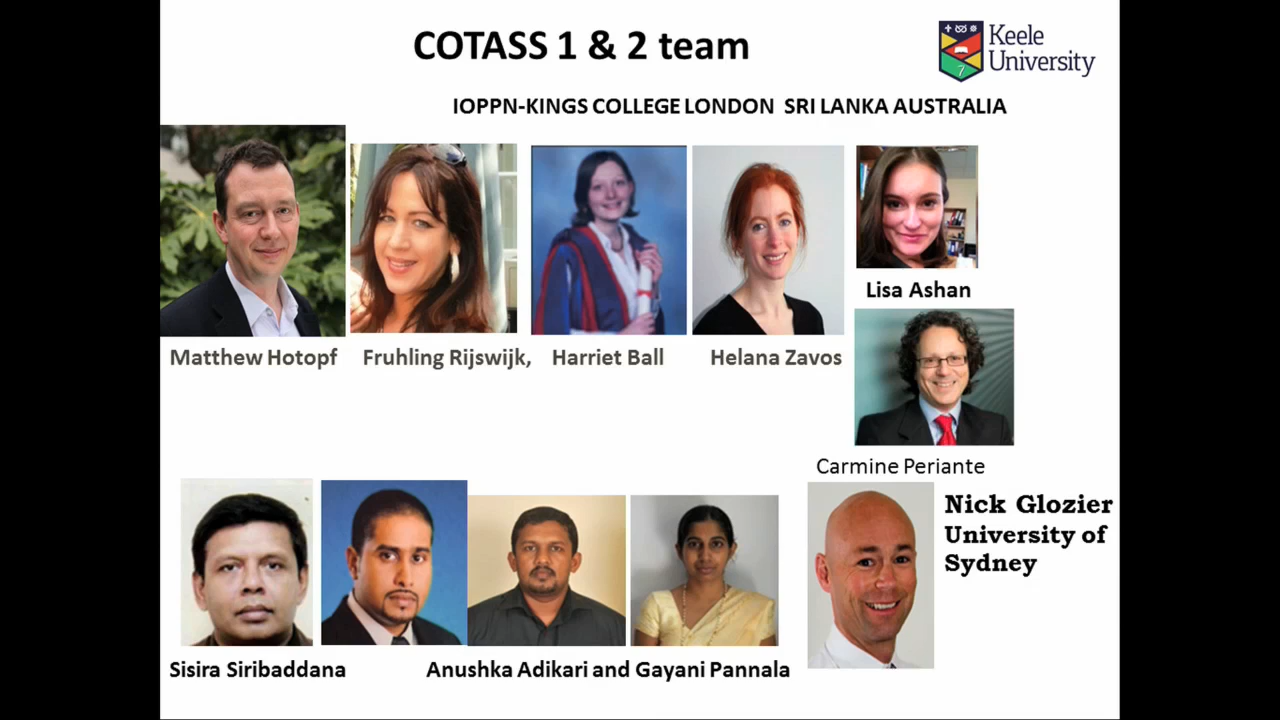 COTASS 1 & 2 team
Keele
University
IOPPN-KINGS COLLEGE LONDON SRI LANKA AUSTRALIA
Lisa Ashan
Matthew Hotopf
Fruhling Rijswijk,
Harriet Ball
Helana Zavos
Carmine Periante
Nick Glozier
University of
Sydney
Sisira Siribaddana
Anushka Adikari and Gayani Pannala